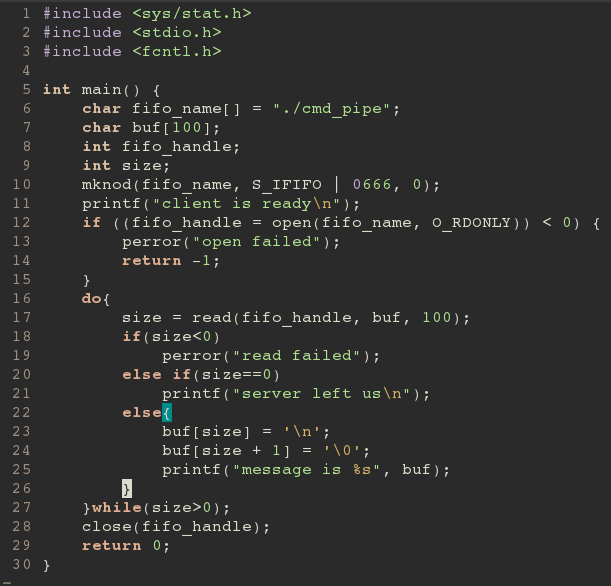 1 #include <sys/stat.h>
2 #include <stdio.h>
3 #include <fcntl.h>
4
5 int main() {
6     char fifo_name[] = "./cmd_pipe";
7     char buf[100];
8     int fifo_handle;
9     int size;
10     mknod(fifo_name, S_IFIFO | 0666, 0);
11     printf("client is ready\n");
12     if ((fifo_handle = open(fifo_name, O_RDONLY)) < 0) {
13         perror("open failed");
14         return -1;
15     }
16     do{
17         size = read(fifo_handle, buf, 100);
18         if(size<0)
19             perror("read failed");
20         else if(size==0)
21             printf("server left us\n");
22         else{
23             buf[size] = '\n';
24             buf[size + 1] = '\0';
25             printf("message is %s", buf);
26         }
27     }while(size>0);
28     close(fifo_handle);
29     return 0;
30 }
~